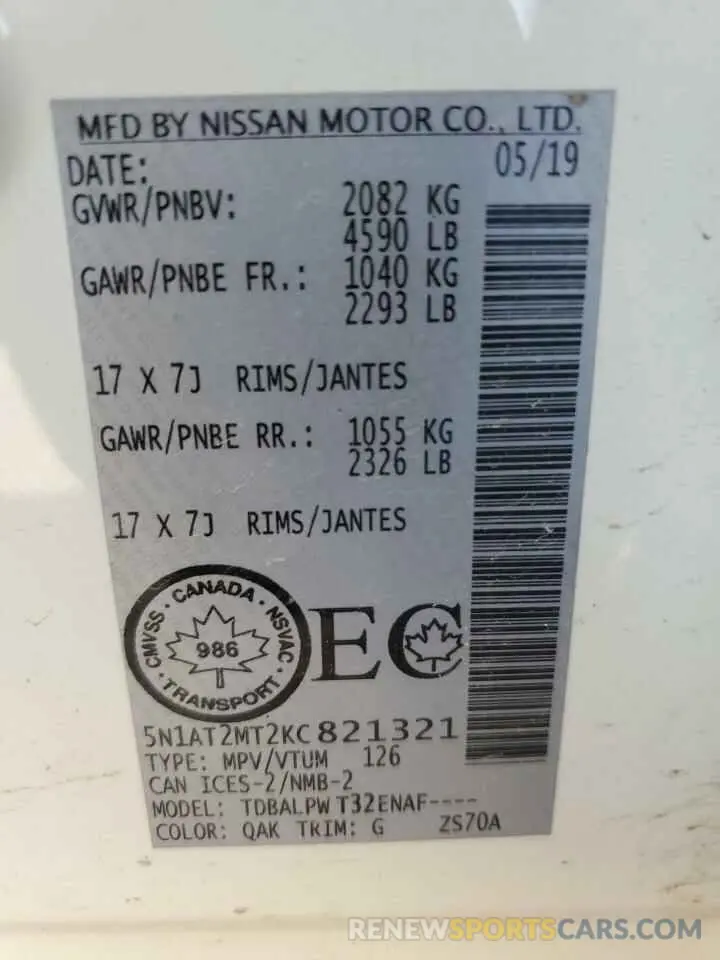 MFD BY NISSAN MOTOR CO., LTD.
DATE: 05/19
GVWR/PNBV: 2082 KG
4590 LB
GAWR/PNBE FR.: 1040 KG
2293 LB
17 X 7J RIMS/JANTES
GAWR/PNBE RR.: 1055 KG
2326 LB
17 X 7J RIMS/JANTES
CMVSS · CANADA · NSVAC · TRANSPORT ·
986
EC
5N1AT2MT2KC821321
TYPE: MPV/VTUM 126
CAN ICES-2/NMB-2
MODEL: TDBALPW T32ENAF----
COLOR: QAK TRIM: G ZS70A
RENEWSPORTSCARS.COM